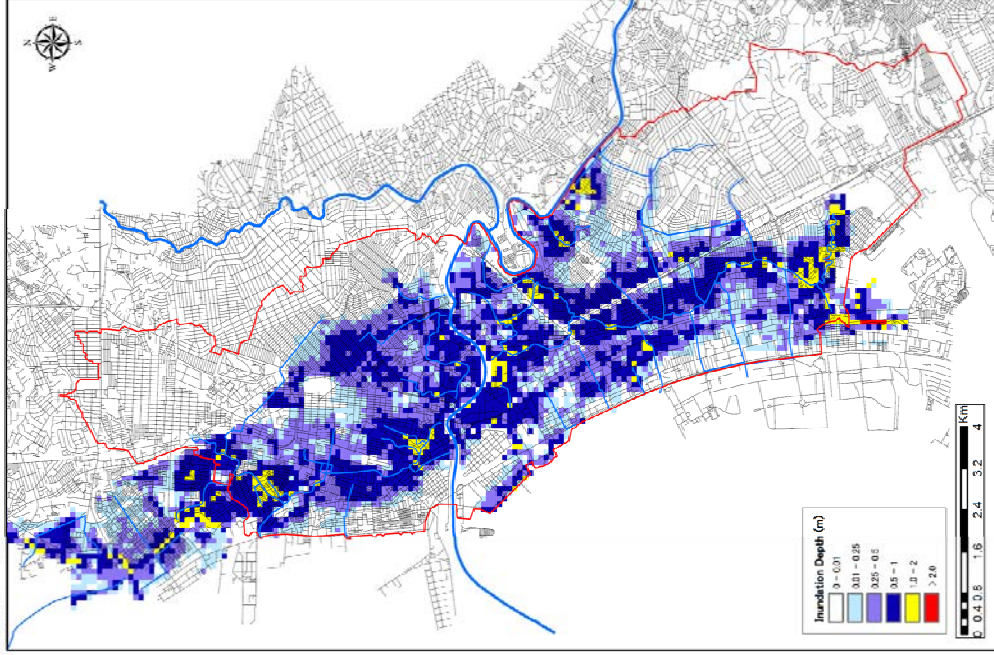 N
E
S
W
Inundation Depth (m)
0 - 0.01
0.01 - 0.25
0.25 - 0.5
0.5 - 1
1.0 - 2
> 2.0
Km
0 0.4 0.8 1.6 2.4 3.2 4